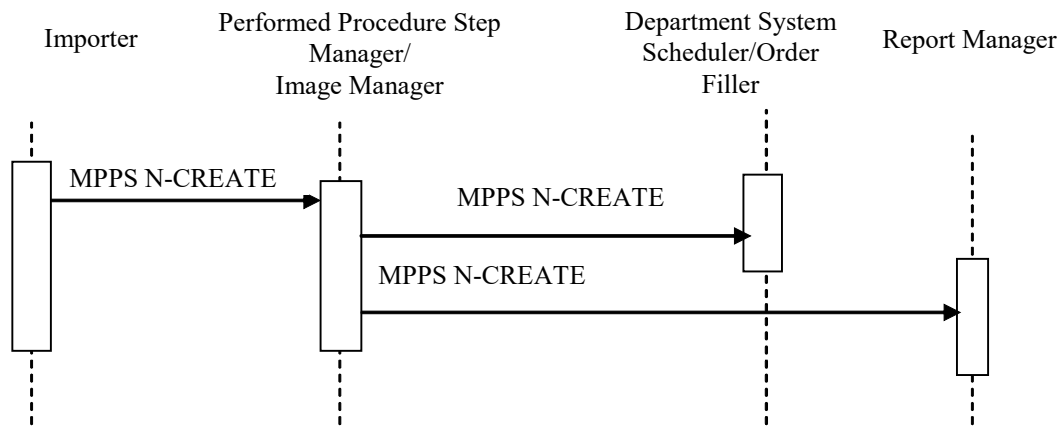 Importer
Performed Procedure Step
Manager/
Image Manager
Department System
Scheduler/Order
Filler
Report Manager
MPPS N-CREATE
MPPS N-CREATE
MPPS N-CREATE